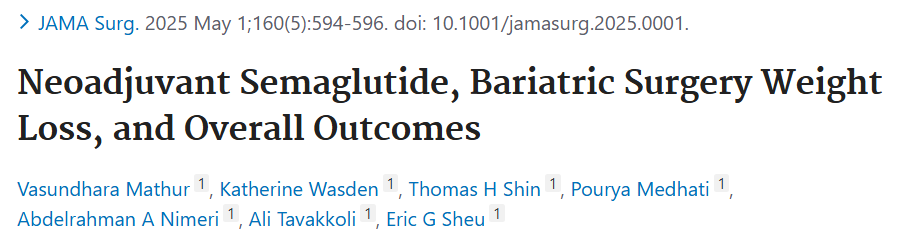 JAMA Surg. 2025 May 1;160(5):594-596. doi: 10.1001/jamasurg.2025.0001.
Neoadjuvant Semaglutide, Bariatric Surgery Weight
Loss, and Overall Outcomes
Vasundhara Mathur 1, Katherine Wasden 1, Thomas H Shin 1, Pourya Medhati 1,
Abdelrahman A Nimeri 1, Ali Tavakkoli 1, Eric G Sheu 1